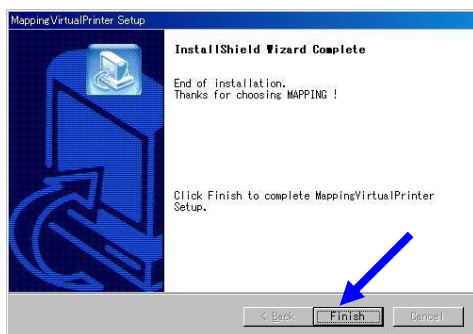 MappingVirtualPrinter Setup
InstallShield Wizard Complete
End of installation.
Thanks for choosing MAPPING !
Click Finish to complete MappingVirtualPrinter
Setup.
< Back Finish Cancel